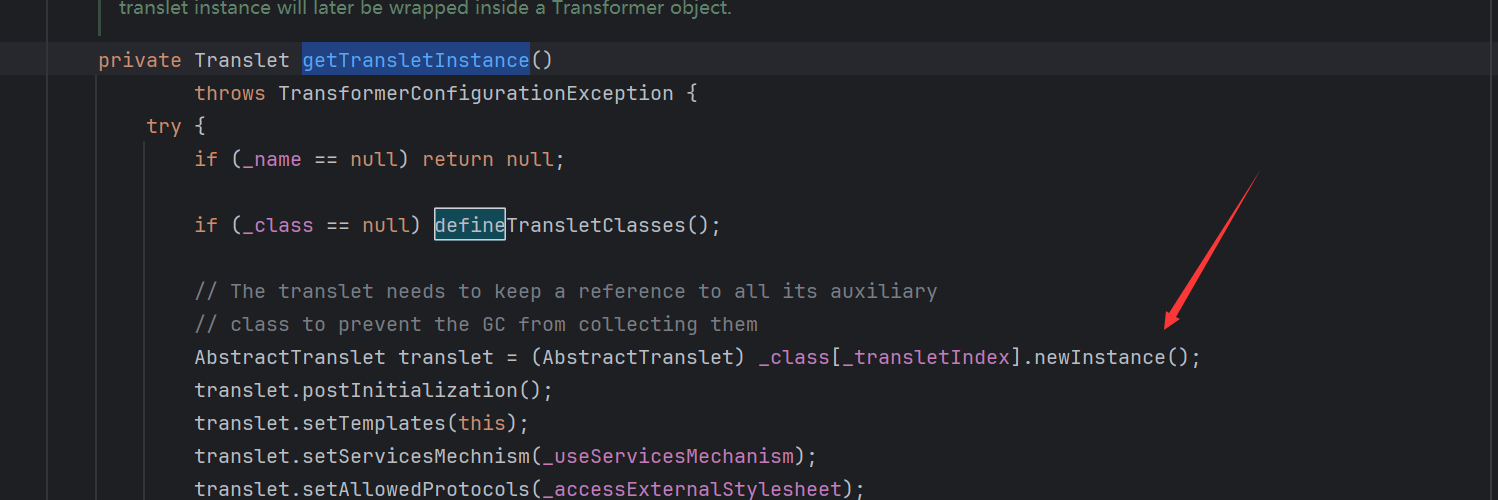 translet instance will later be wrapped inside a Transformer object.
private Translet getTransletInstance()
throws TransformerConfigurationException {
try {
if (_name == null) return null;
if (_class == null) defineTransletClasses();
// The translet needs to keep a reference to all its auxiliary
// class to prevent the GC from collecting them
AbstractTranslet translet = (AbstractTranslet) _class[_transletIndex].newInstance();
translet.postInitialization();
translet.setTemplates(this);
translet.setServicesMechnism(_useServicesMechanism);
translet.setAllowedProtocols(_accessExternalStylesheet);